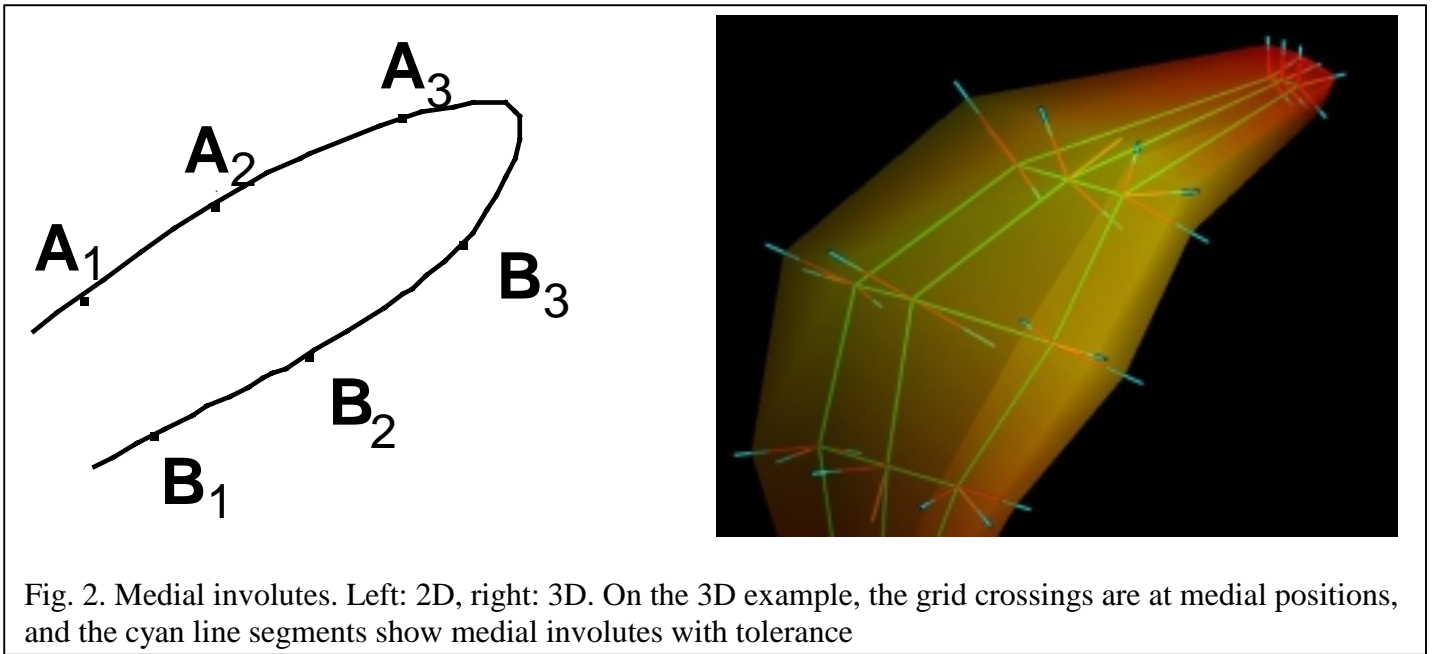 A3
A2
A1
B3
B2
B1
Fig. 2. Medial involutes. Left: 2D, right: 3D. On the 3D example, the grid crossings are at medial positions,
and the cyan line segments show medial involutes with tolerance